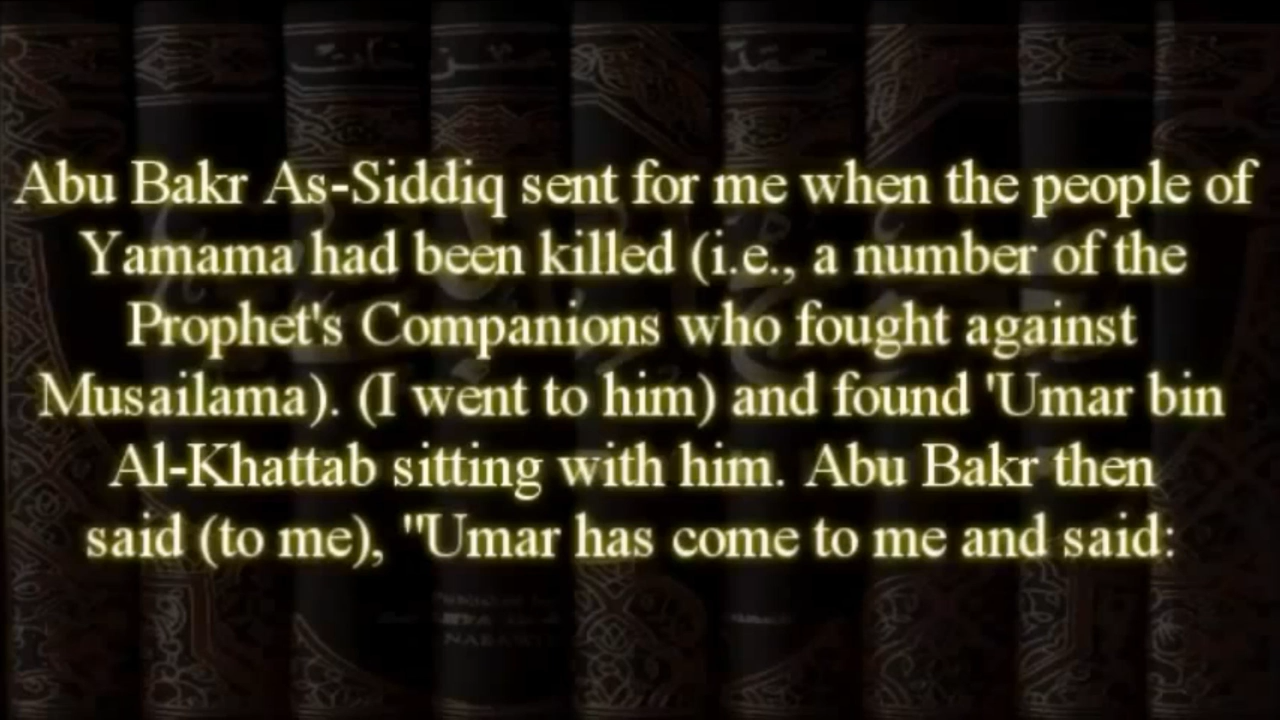 Abu Bakr As-Siddiq sent for me when the people of
Yamama had been killed (i.e., a number of the
Prophet's Companions who fought against
Musailama). (I went to him) and found 'Umar bin
Al-Khattab sitting with him. Abu Bakr then
said (to me), "Umar has come to me and said: